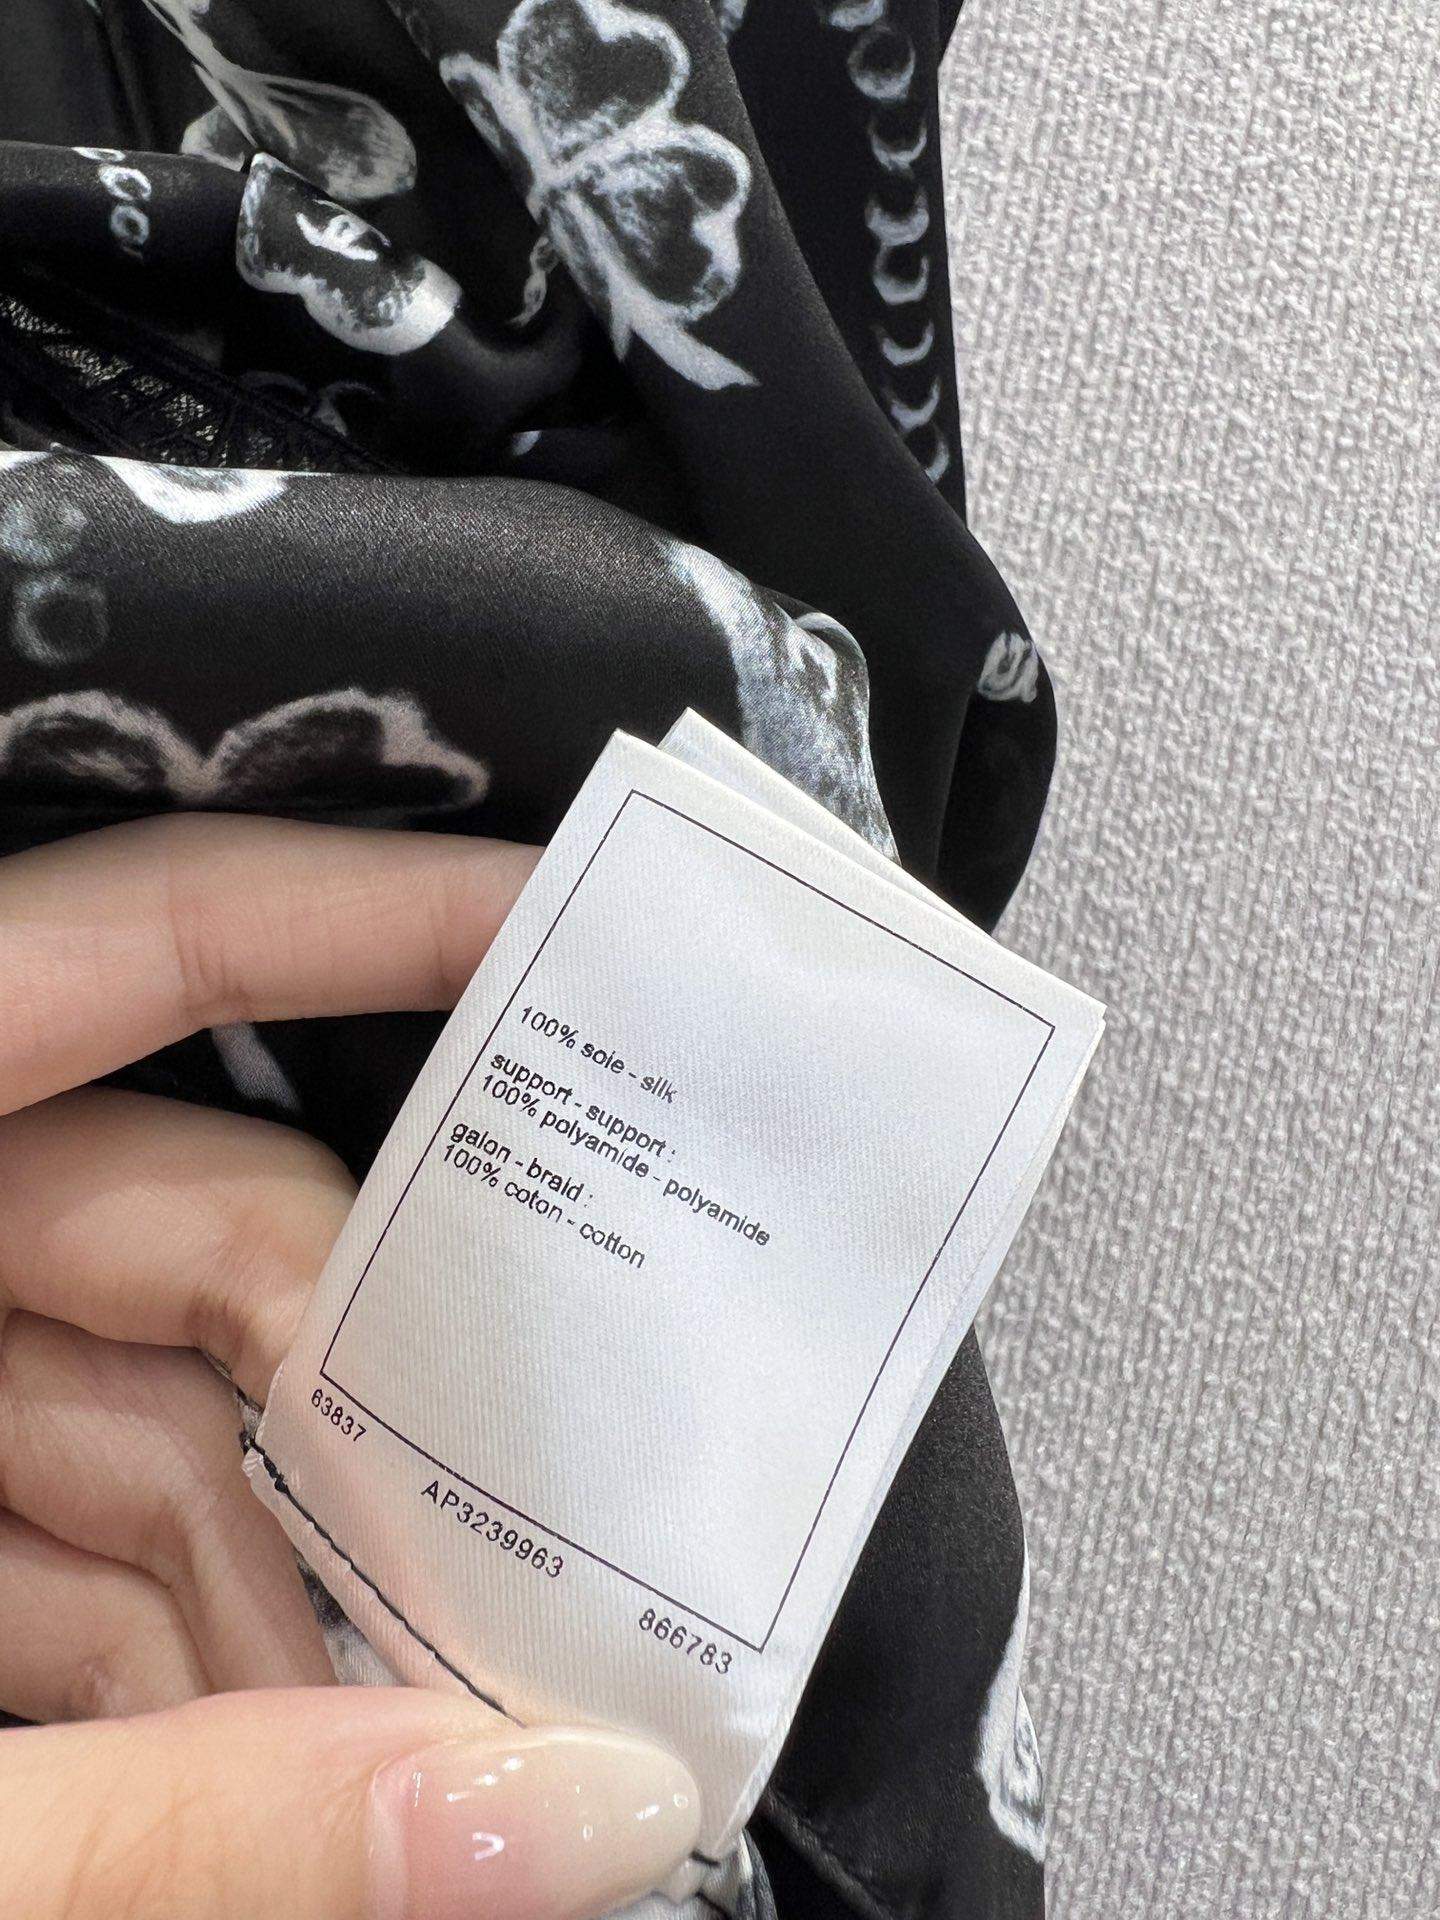 100% soie - silk
support - support :
100% polyamide - polyamide
galon - braid :
100% coton - cotton
63837
AP3239963
866783